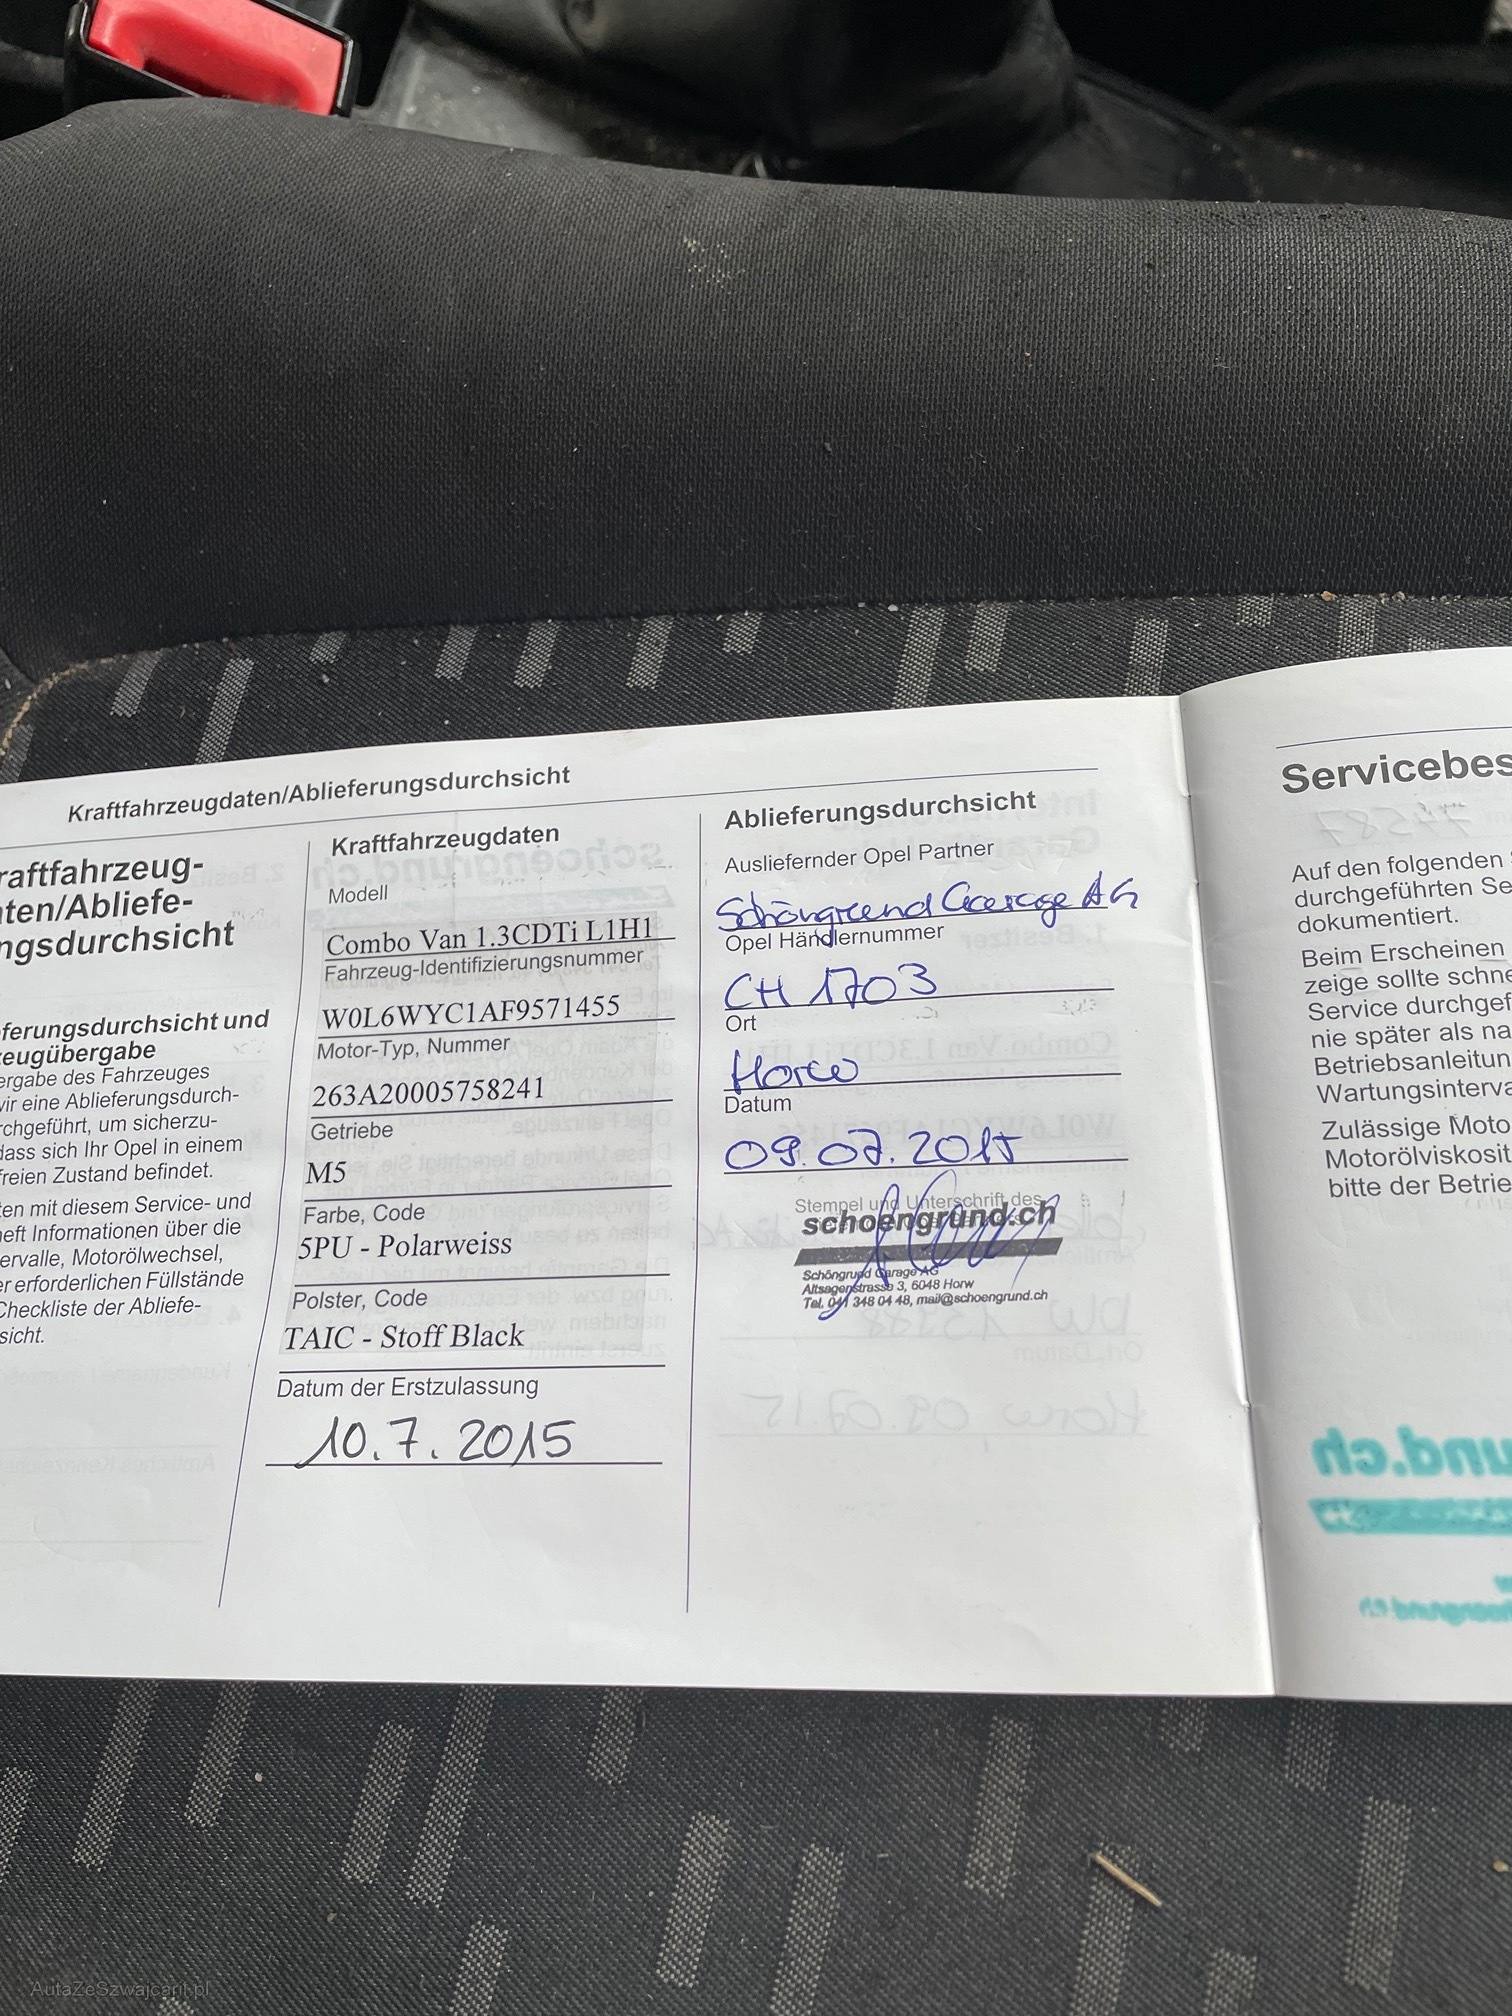 Kraftfahrzeugdaten/Ablieferungsdurchsicht
raftfahrzeug-
ten/Abliefe-
ngsdurchsicht
ferungsdurchsicht und
eugübergabe
ergabe des Fahrzeuges
vir eine Ablieferungsdurch-
rchgeführt, um sicherzu-
dass sich Ihr Opel in einem
freien Zustand befindet.
ten mit diesem Service- und
eft Informationen über die
ervalle, Motorölwechsel,
er erforderlichen Füllstände
Checkliste der Abliefe-
sicht.
Kraftfahrzeugdaten
Modell
Combo Van 1.3CDTi L1H1
Fahrzeug-Identifizierungsnummer
W0L6WYC1AF9571455
Motor-Typ, Nummer
263A20005758241
Getriebe
M5
Farbe, Code
5PU - Polarweiss
Polster, Code
TAIC - Stoff Black
Datum der Erstzulassung
10.7.2015
Ablieferungsdurchsicht
Ausliefernder Opel Partner
Schöngrund Garage AG
Opel Händlernummer
CH 1703
Ort
Horw
Datum
09.07.2015
Stempel und Unterschrift des
schoengrund.ch
Schöngrund Garage AG
Altsagenstrasse 3, 6048 Horw
Tel. 041 348 04 48, mail@schoengrund.ch
Servicebes
Auf den folgenden
durchgeführten Se
dokumentiert.
Beim Erscheinen
zeige sollte schne
Service durchgef
nie später als na
Betriebsanleitun
Wartungsinterva
Zulässige Moto
Motorölviskosit
bitte der Betrie
AutaZeSzwajcarii.pl